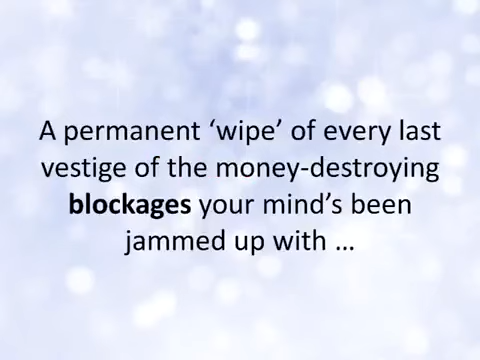 A permanent ‘wipe’ of every last
vestige of the money-destroying
blockages your mind’s been
jammed up with …